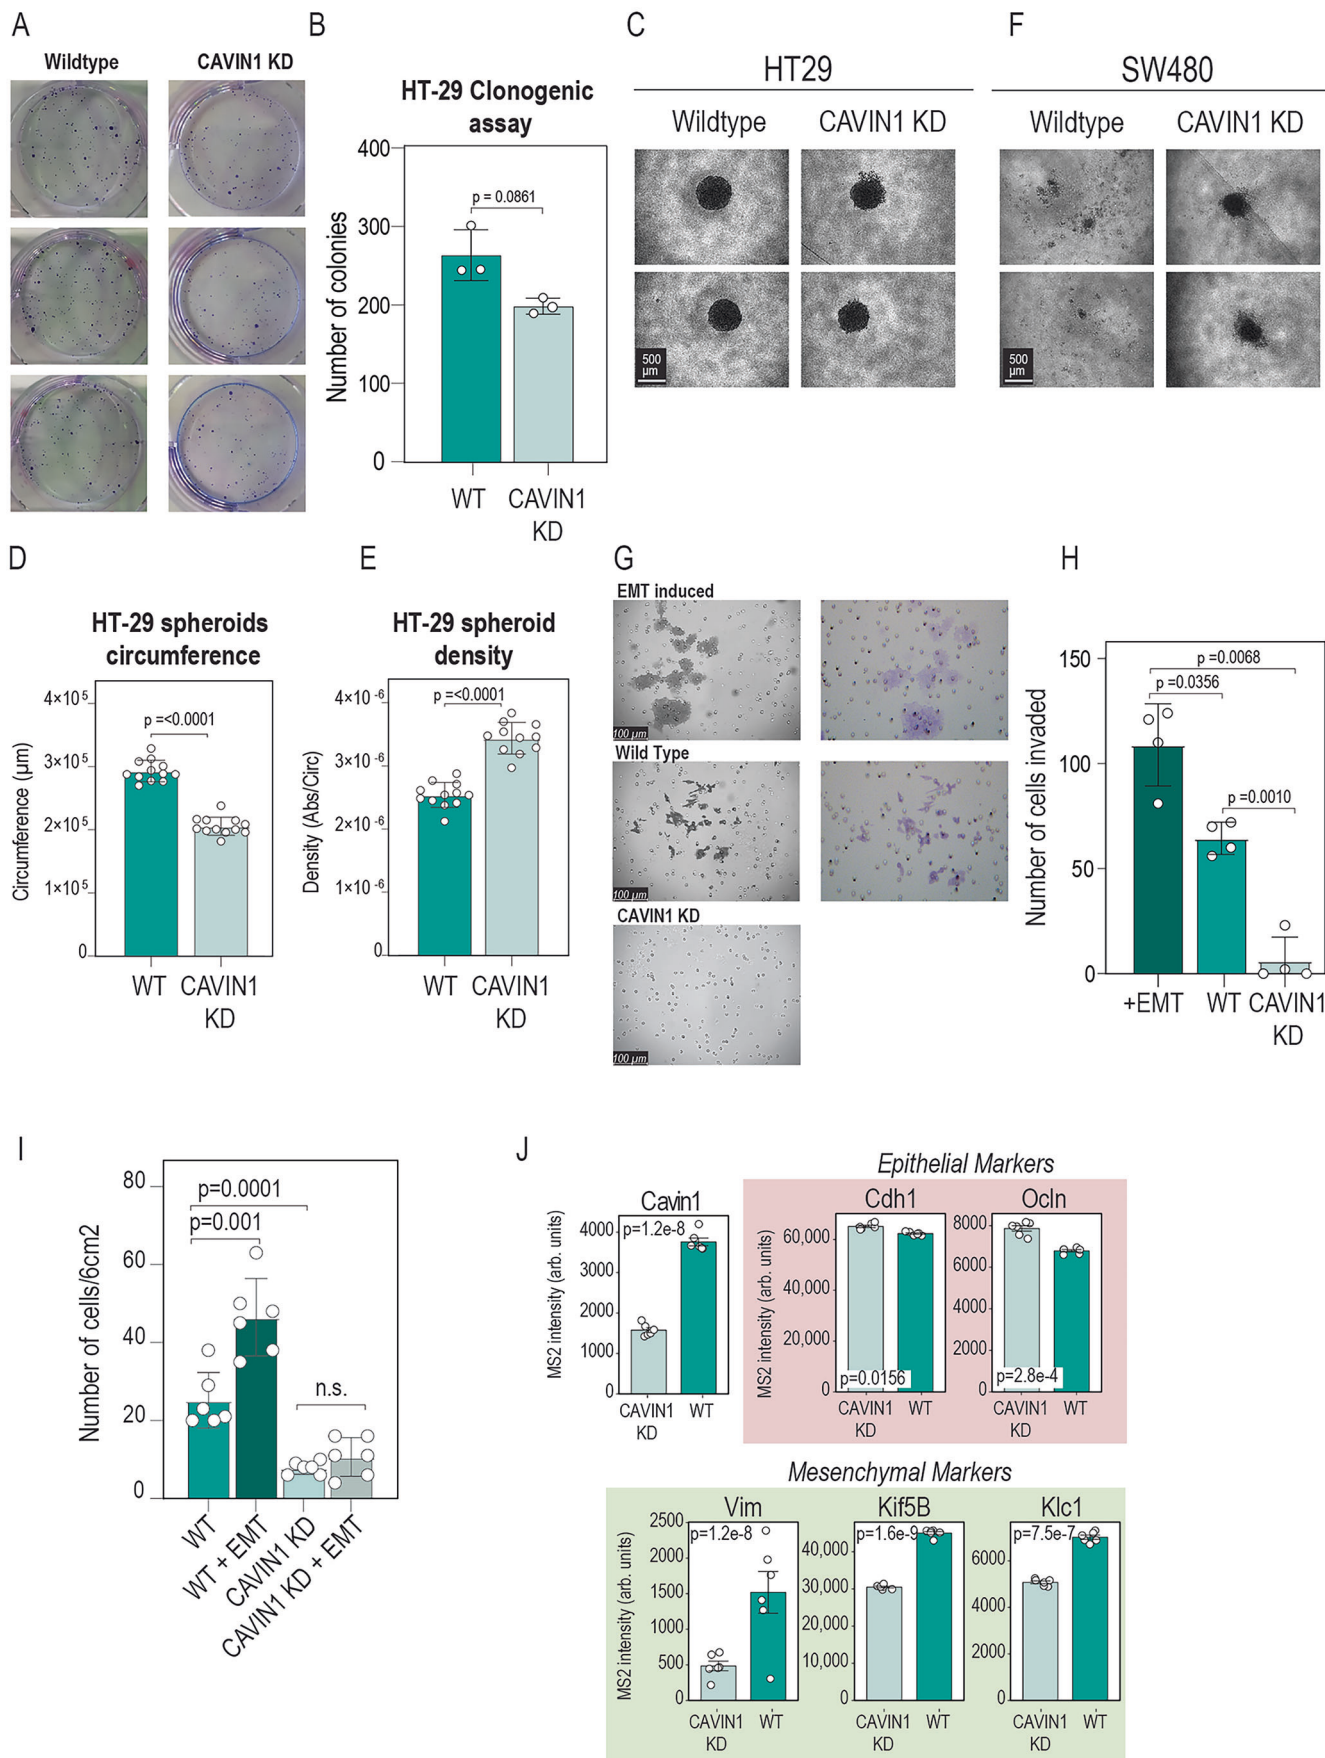 A
Wildtype
CAVIN1 KD
B
HT-29 Clonogenic
assay
Number of colonies
400
300
200
100
0
p = 0.0861
WT
CAVIN1
KD
C
HT29
Wildtype
CAVIN1 KD
500
µm
F
SW480
Wildtype
CAVIN1 KD
500
µm
D
HT-29 spheroids
circumference
Circumference (µm)
4×10⁵
3×10⁵
2×10⁵
1×10⁵
0
p =<0.0001
WT
CAVIN1
KD
E
HT-29 spheroid
density
Density (Abs/Circ)
4×10⁻⁶
3×10⁻⁶
2×10⁻⁶
1×10⁻⁶
0
p =<0.0001
WT
CAVIN1
KD
G
EMT induced
100 µm
Wild Type
100 µm
CAVIN1 KD
100 µm
H
Number of cells invaded
150
100
50
0
p =0.0068
p =0.0356
p =0.0010
+EMT
WT
CAVIN1
KD
I
Number of cells/6cm2
80
60
40
20
0
p=0.0001
p=0.001
n.s.
WT
WT + EMT
CAVIN1 KD
CAVIN1 KD + EMT
J
Epithelial Markers
Cavin1
MS2 intensity (arb. units)
4000
3000
2000
1000
0
p=1.2e-8
CAVIN1
KD
WT
Cdh1
MS2 intensity (arb. units)
60,000
40,000
20,000
0
p=0.0156
CAVIN1
KD
WT
Ocln
8000
6000
4000
2000
0
p=2.8e-4
CAVIN1
KD
WT
Mesenchymal Markers
Vim
MS2 intensity (arb. units)
2500
2000
1500
1000
500
0
p=1.2e-8
CAVIN1
KD
WT
Kif5B
40,000
30,000
20,000
10,000
0
p=1.6e-9
CAVIN1
KD
WT
Klc1
6000
4000
2000
0
p=7.5e-7
CAVIN1
KD
WT